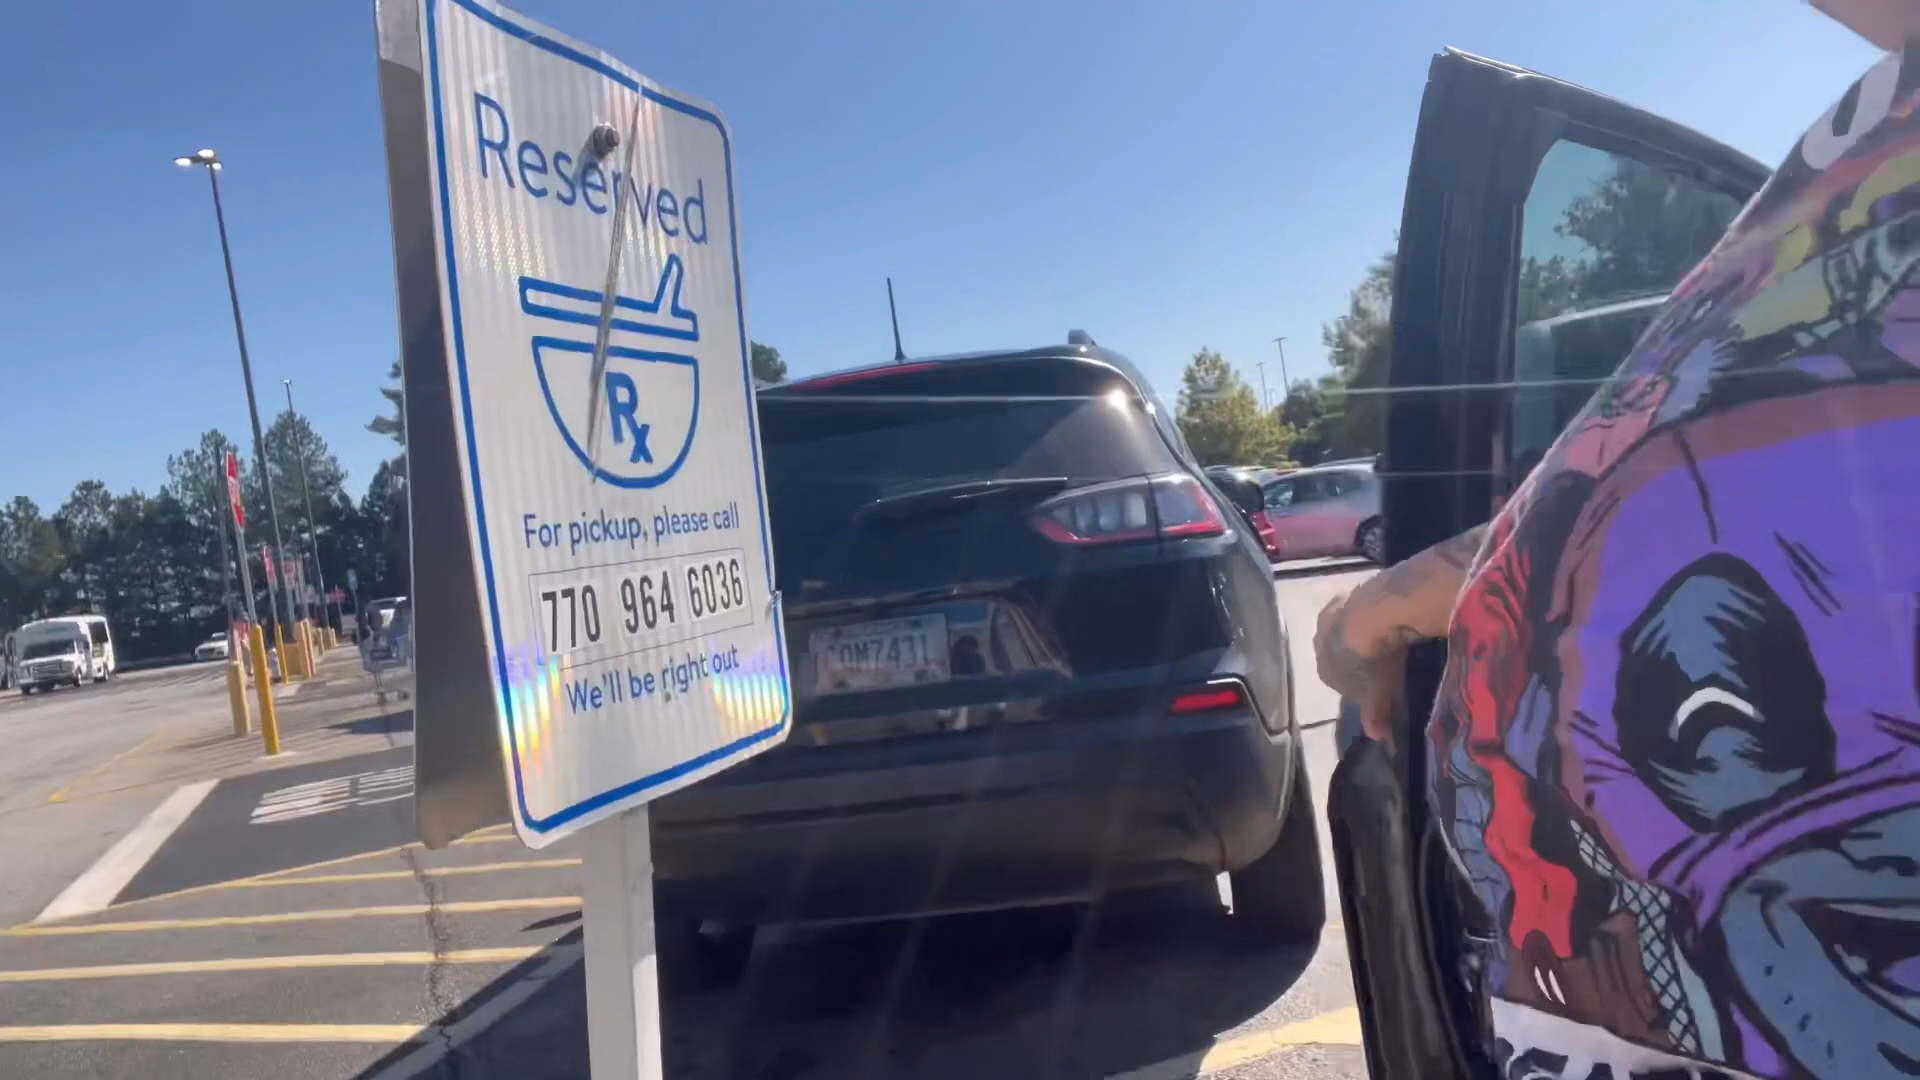 Reserved
Rx
For pickup, please call
770 964 6036
We'll be right out